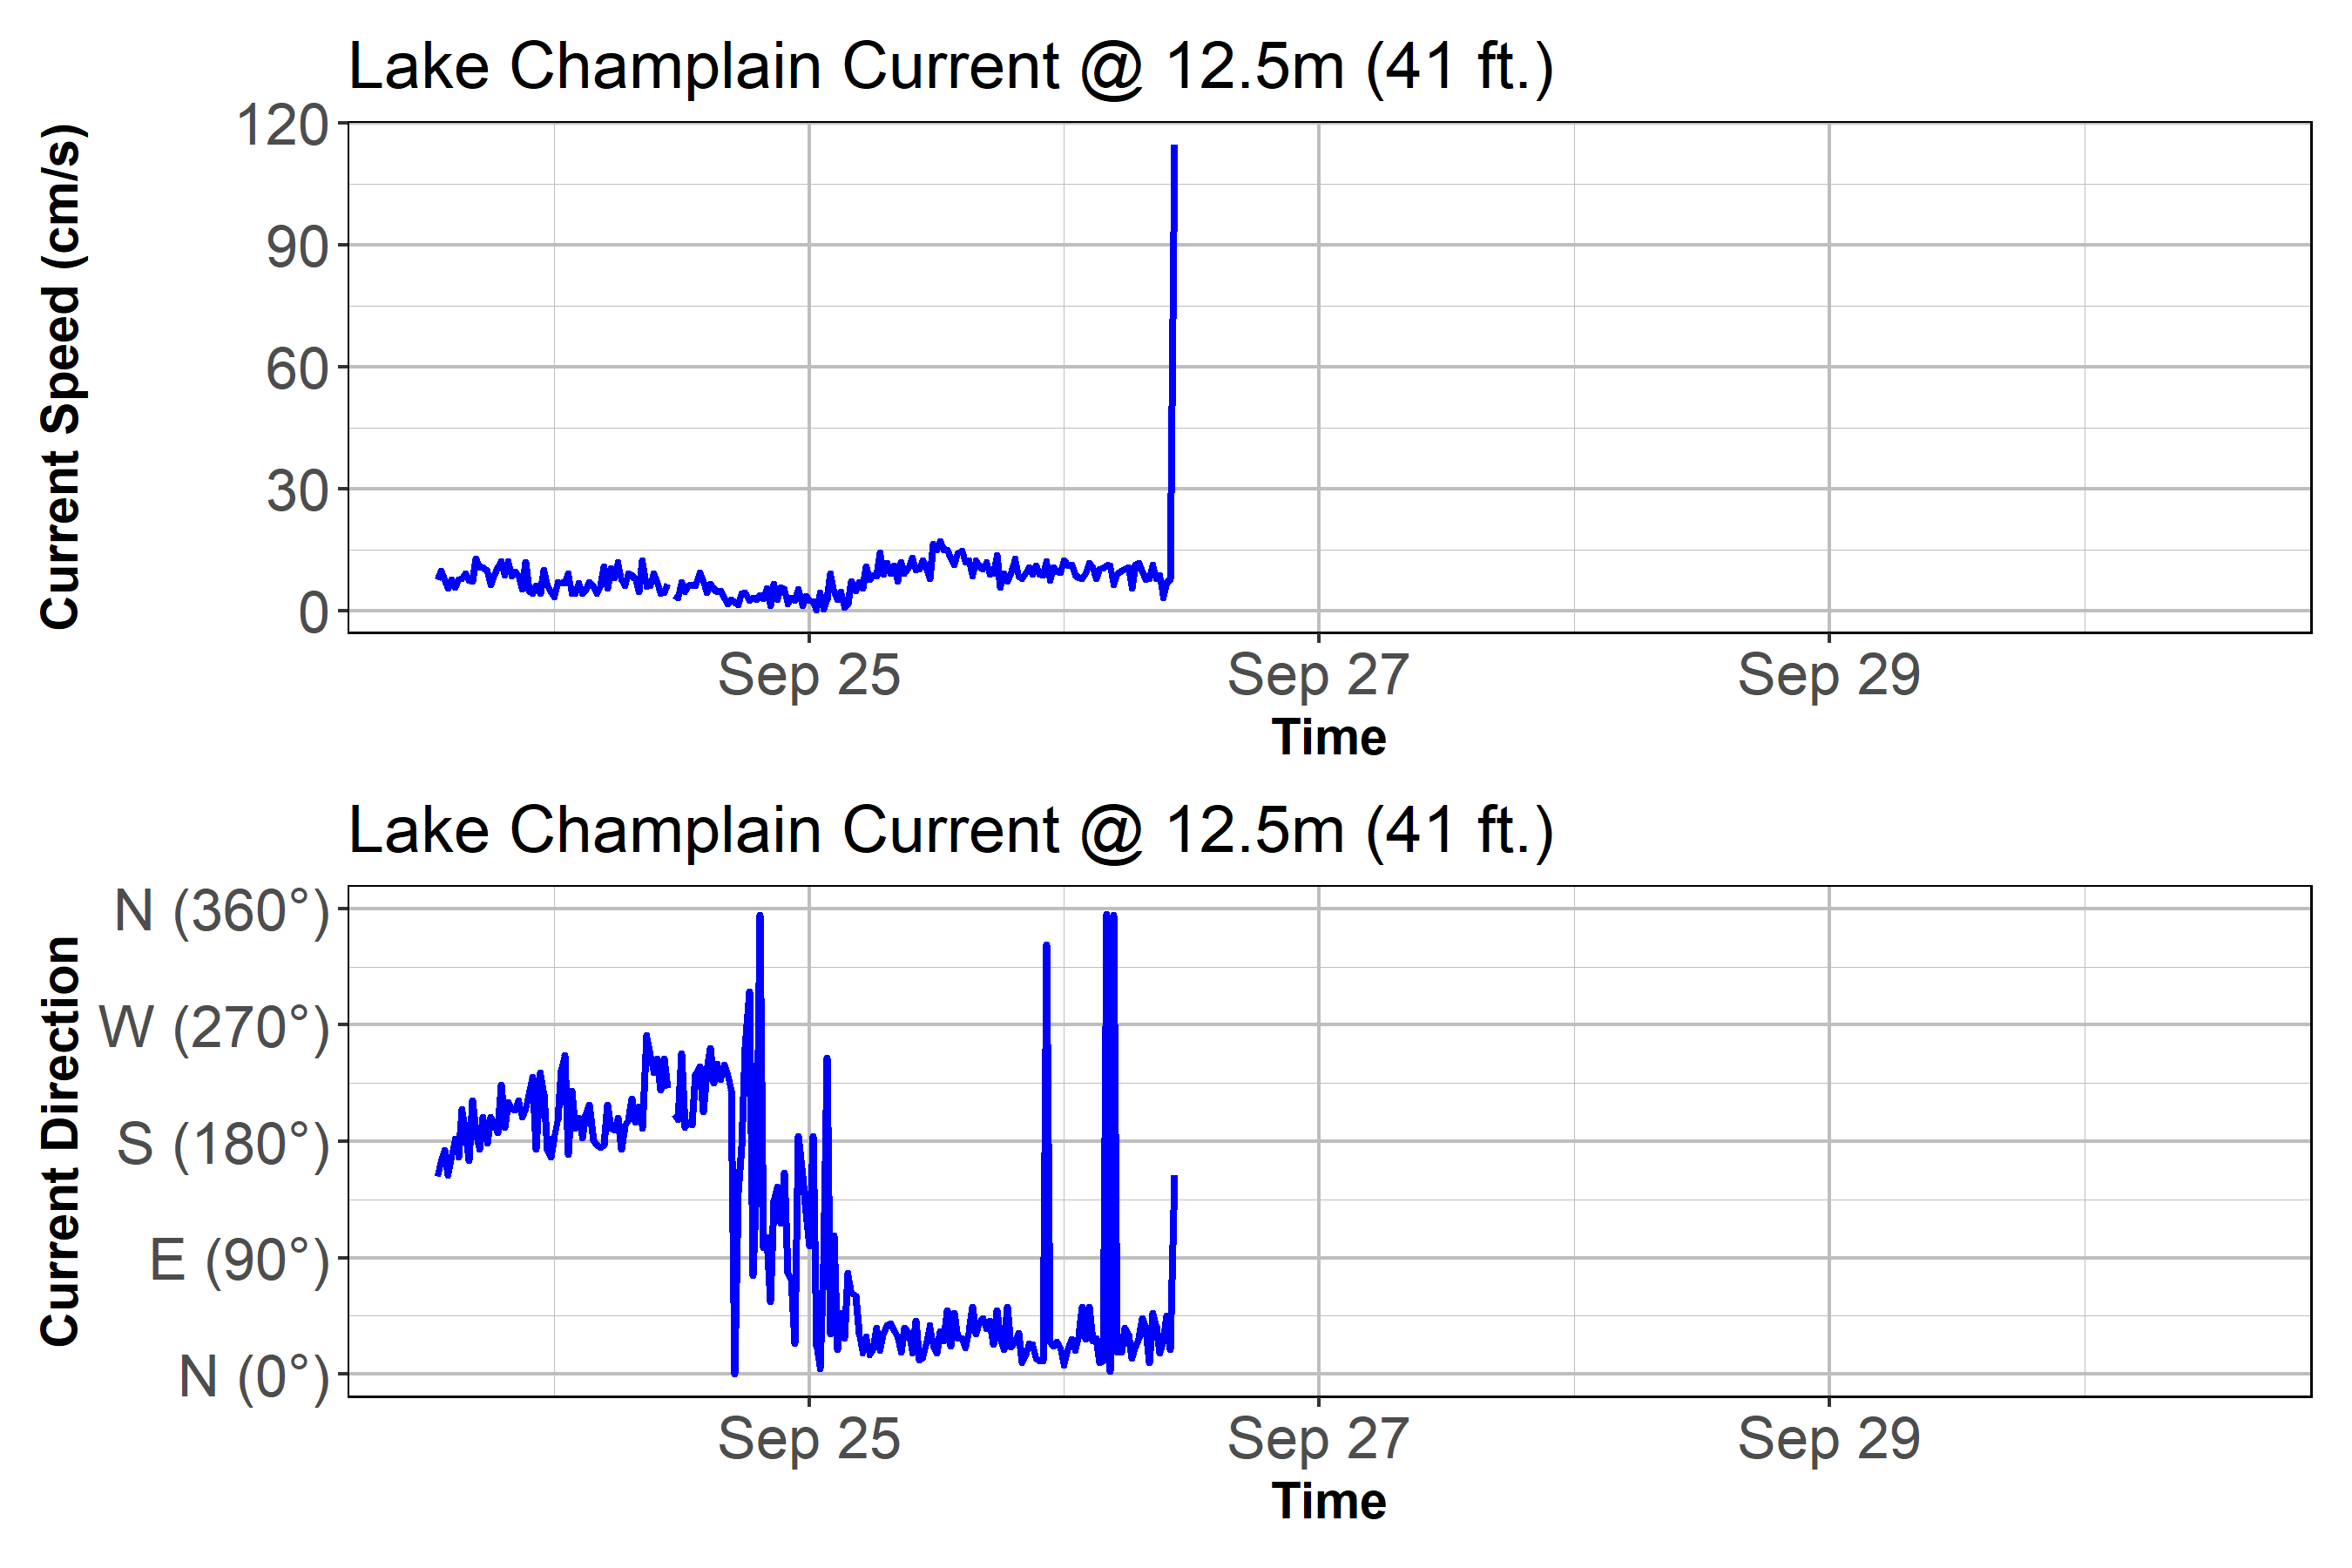 Lake Champlain Current @ 12.5m (41 ft.)
Current Speed (cm/s)
120
90
60
30
0
Sep 25 Sep 27 Sep 29
Time
Lake Champlain Current @ 12.5m (41 ft.)
Current Direction
N (360°)
W (270°)
S (180°)
E (90°)
N (0°)
Sep 25 Sep 27 Sep 29
Time